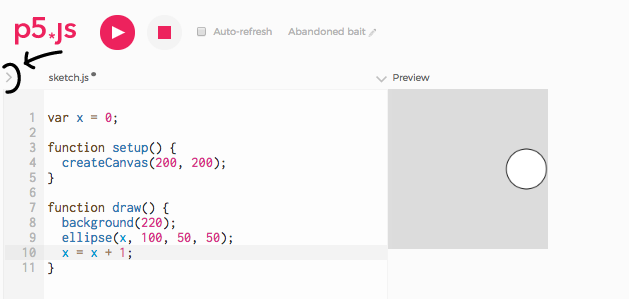 p5.js
Auto-refresh
Abandoned bait
sketch.js
Preview
1 var x = 0;
2
3 function setup() {
4   createCanvas(200, 200);
5 }
6
7 function draw() {
8   background(220);
9   ellipse(x, 100, 50, 50);
10   x = x + 1;
11 }